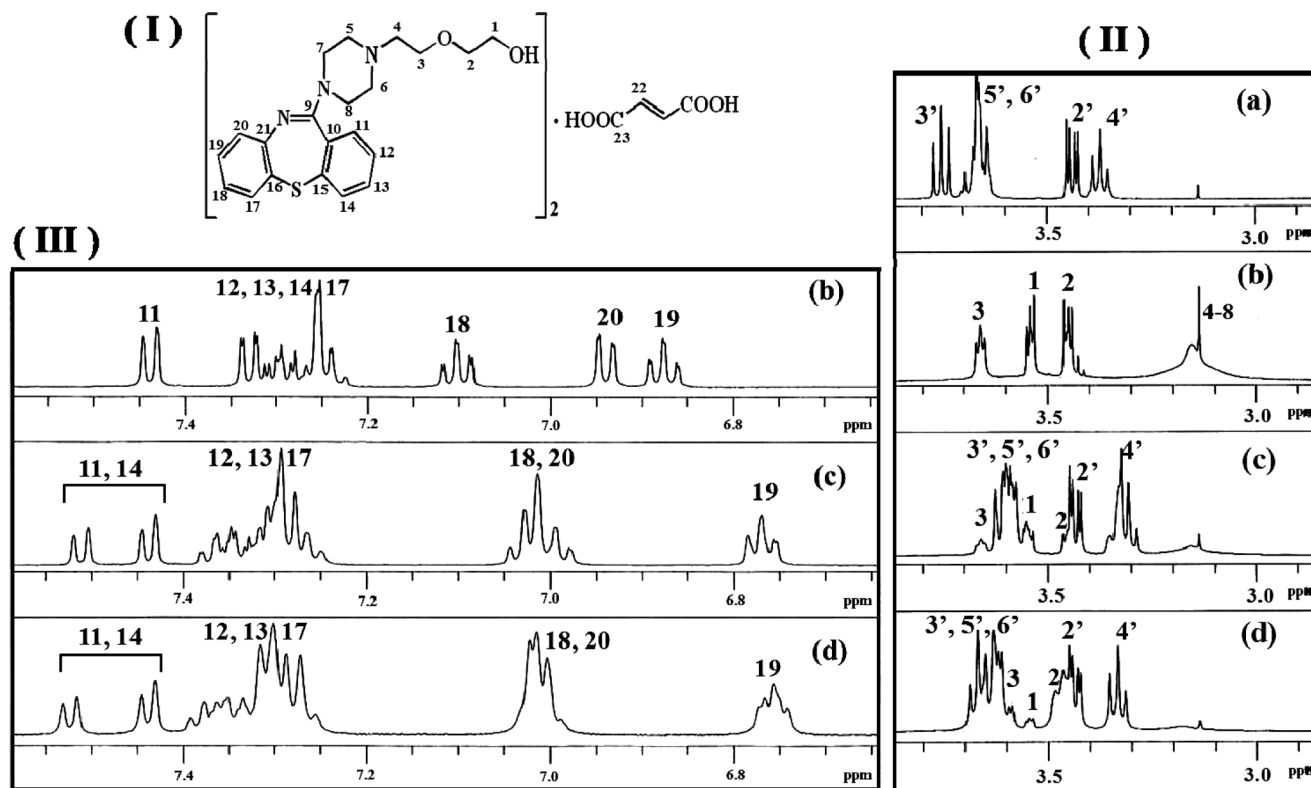 ( I )
1
4
5
7
OH
O
N
2
3
6
N
8
9
N
20
21
10
11
19
12
16
S
15
13
18
17
14
2
22
COOH
· HOOC
23
( II )
(a)
3’
5’, 6’
2’
4’
3.5
3.0
ppm
(b)
3
1
2
4-8
3.5
3.0
ppm
(c)
3’, 5’, 6’
4’
2’
1
3
2
3.5
3.0
ppm
(d)
3’, 5’, 6’
2’
4’
3
2
1
3.5
3.0
ppm
( III )
(b)
12, 13, 14, 17
11
18
20
19
7.4
7.2
7.0
6.8
ppm
(c)
11, 14
12, 13, 17
18, 20
19
7.4
7.2
7.0
6.8
ppm
(d)
11, 14
12, 13, 17
18, 20
19
7.4
7.2
7.0
6.8
ppm